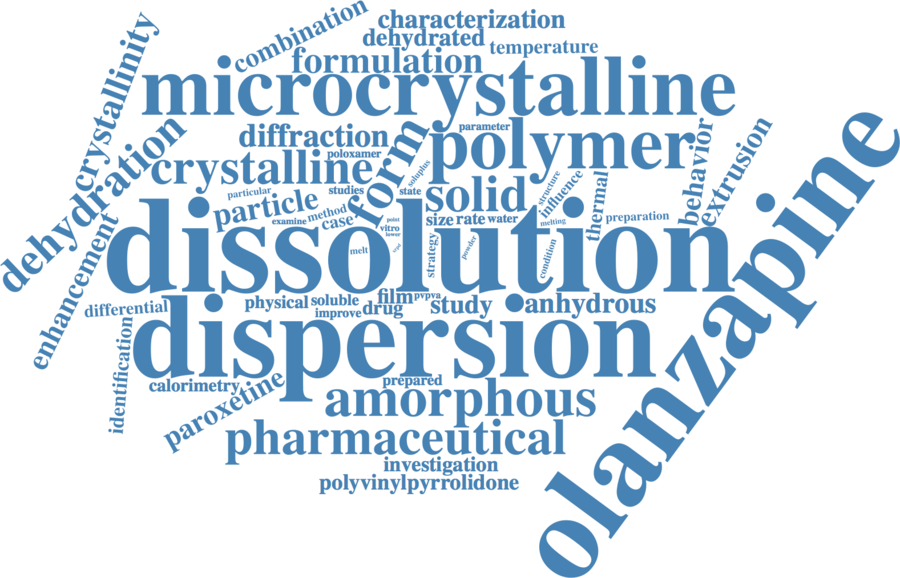 characterization
combination
dehydrated
temperature
formulation
microcrystalline
crystallinity
diffraction
parameter
polymer
form
poloxamer
crystalline
dehydration
soluplus
structure
behavior
extrusion
particular
studies
state
solid
influence
thermal
particle
examine
method
case
point
vitro
lower
size rate water
melting
preparation
enhancement
dissolution
melt
strategy
powder
condition
olanzapine
differential
physical soluble
film
pvpva
improve
drug
study
anhydrous
dispersion
identification
calorimetry
prepared
paroxetine
amorphous
pharmaceutical
investigation
polyvinylpyrrolidone